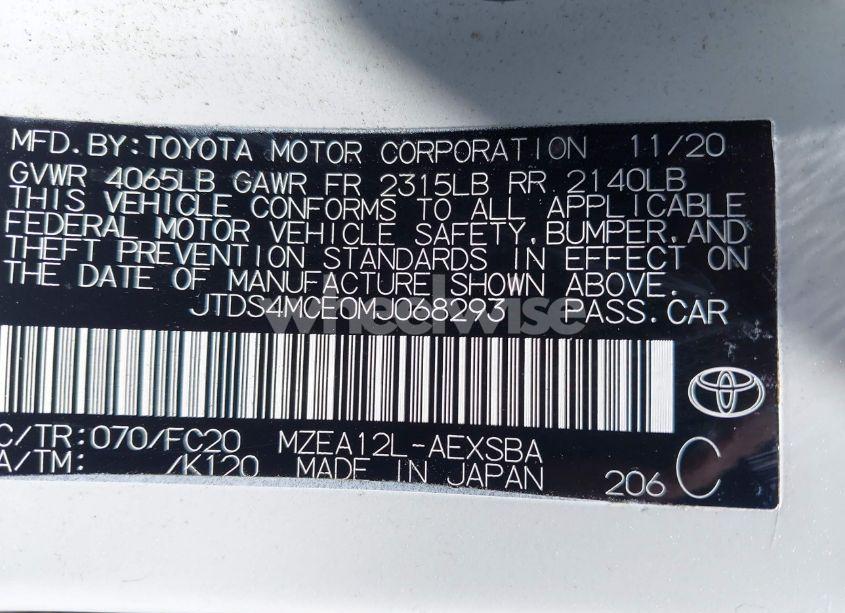 MFD.BY:TOYOTA MOTOR CORPORATION 11/20
GVWR 4065LB GAWR FR 2315LB RR 2140LB
THIS VEHICLE CONFORMS TO ALL APPLICABLE
FEDERAL MOTOR VEHICLE SAFETY,BUMPER,AND
THEFT PREVENTION STANDARDS IN EFFECT ON
THE DATE OF MANUFACTURE SHOWN ABOVE.
JTDS4MCE0MJ068293 PASS.CAR
wheelwise
C/TR:070/FC20 MZEA12L-AEXSBA
A/TM: /K120 MADE IN JAPAN 206 C